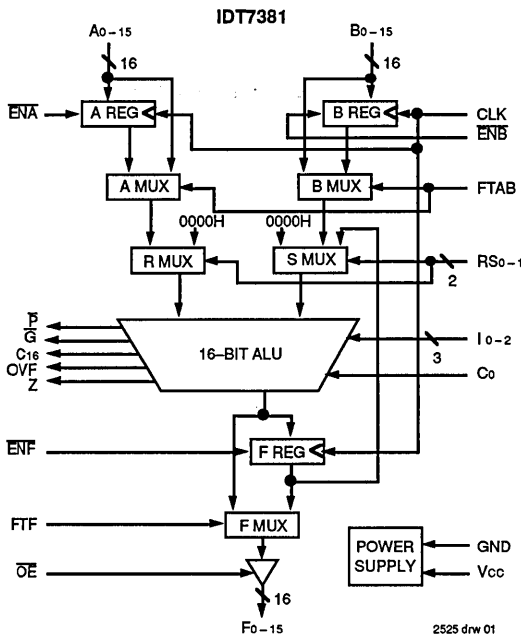 IDT7381
A0-15
B0-15
16
16
ENA
A REG
B REG
CLK
ENB
A MUX
B MUX
FTAB
0000H
0000H
R MUX
S MUX
RS0-1
2
P
G
C16
OVF
Z
16-BIT ALU
I0-2
3
C0
ENF
F REG
FTF
F MUX
OE
16
F0-15
POWER
SUPPLY
GND
VCC
2525 drw 01